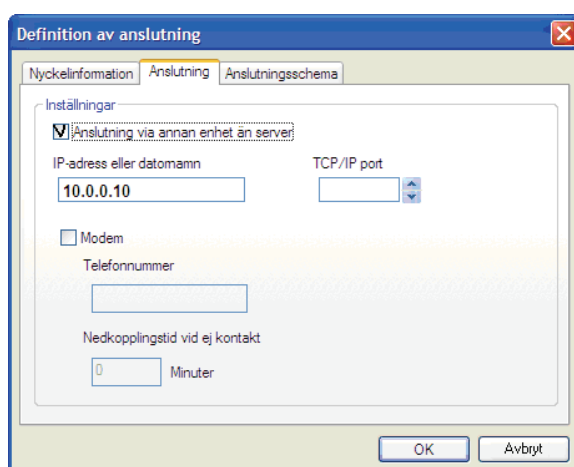 Definition av anslutning
Nyckelinformation Anslutning Anslutningsschema
Inställningar
Anslutning via annan enhet än server
IP-adress eller datornamn TCP/IP port
10.0.0.10
Modem
Telefonnummer
Nedkopplingstid vid ej kontakt
0 Minuter
OK Avbryt